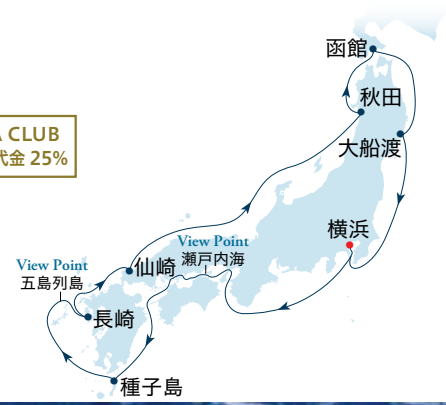 函館
秋田
大船渡
A CLUB
代金 25%
横浜
View Point
瀬戸内海
仙崎
View Point
五島列島
長崎
種子島